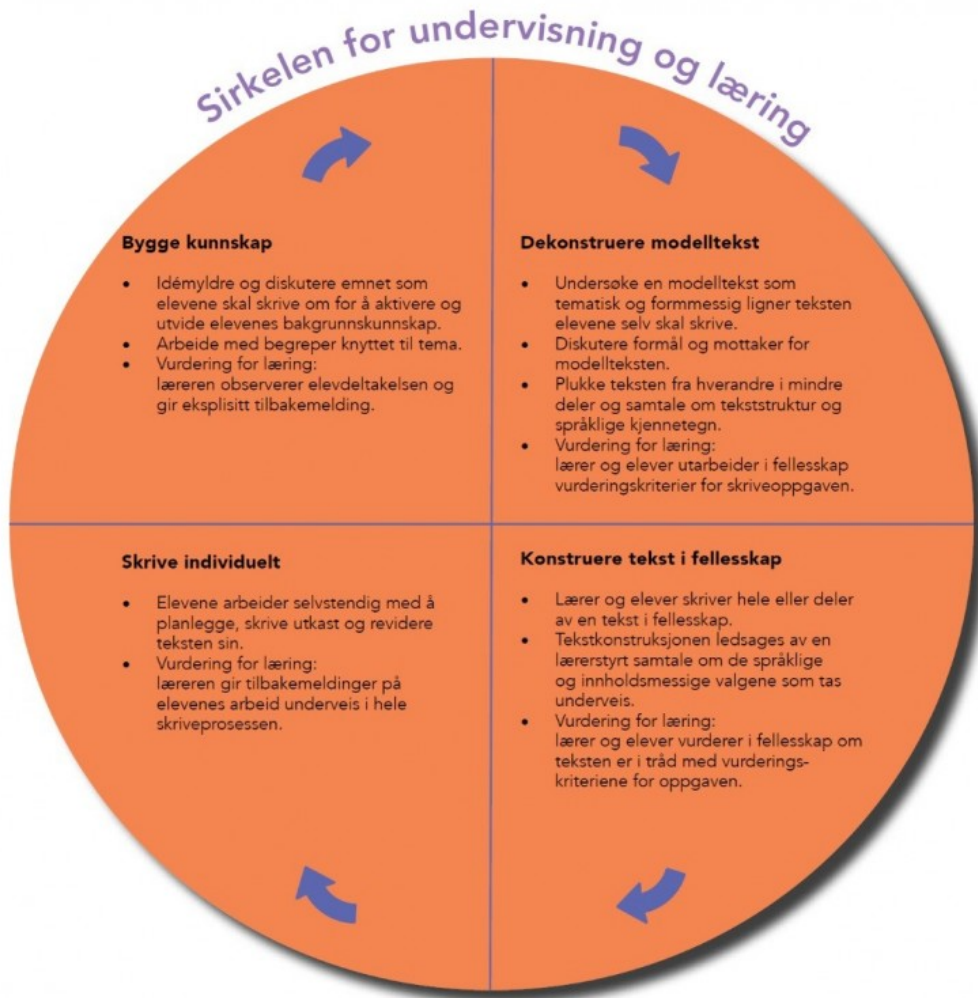 Sirkelen for undervisning og læring
Bygge kunnskap
• Idémyldre og diskutere emnet som
elevene skal skrive om for å aktivere og
utvide elevenes bakgrunnskunnskap.
• Arbeide med begreper knyttet til tema.
• Vurdering for læring:
læreren observerer elevdeltakelsen og
gir eksplisitt tilbakemelding.
Dekonstruere modelltekst
• Undersøke en modelltekst som
tematisk og formmessig ligner teksten
elevene selv skal skrive.
• Diskutere formål og mottaker for
modellteksten.
• Plukke teksten fra hverandre i mindre
deler og samtale om tekststruktur og
språklige kjennetegn.
• Vurdering for læring:
lærer og elever utarbeider i fellesskap
vurderingskriterier for skriveoppgaven.
Konstruere tekst i fellesskap
• Lærer og elever skriver hele eller deler
av en tekst i fellesskap.
• Tekstkonstruksjonen ledsages av en
lærerstyrt samtale om de språklige
og innholdsmessige valgene som tas
underveis.
• Vurdering for læring:
lærer og elever vurderer i fellesskap om
teksten er i tråd med vurderings-
kriteriene for oppgaven.
Skrive individuelt
• Elevene arbeider selvstendig med å
planlegge, skrive utkast og revidere
teksten sin.
• Vurdering for læring:
læreren gir tilbakemeldinger på
elevenes arbeid underveis i hele
skriveprosessen.